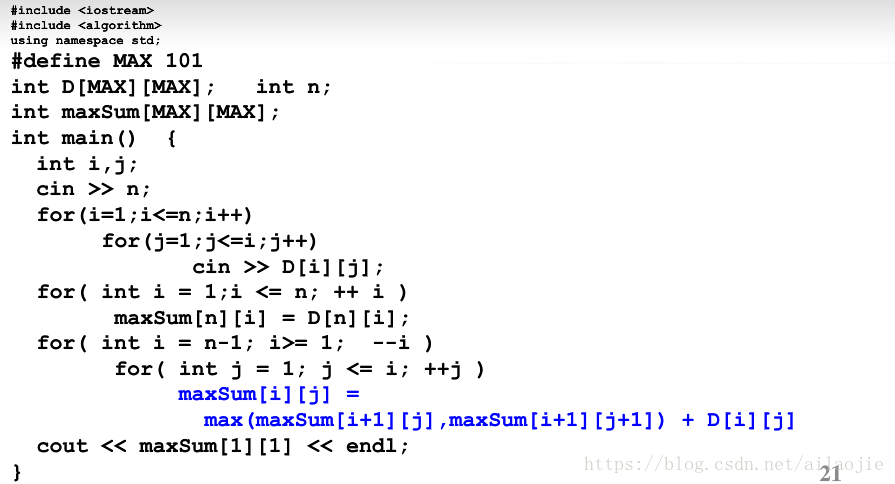 #include <iostream>
#include <algorithm>
using namespace std;
#define MAX 101
int D[MAX][MAX];   int n;
int maxSum[MAX][MAX];
int main()  {
  int i,j;
  cin >> n;
  for(i=1;i<=n;i++)
       for(j=1;j<=i;j++)
              cin >> D[i][j];
  for( int i = 1;i <= n; ++ i )
        maxSum[n][i] = D[n][i];
  for( int i = n-1; i>= 1;  --i )
        for( int j = 1; j <= i; ++j )
             maxSum[i][j] =
               max(maxSum[i+1][j],maxSum[i+1][j+1]) + D[i][j]
  cout << maxSum[1][1] << endl;
}
https://blog.csdn.net/ailaojie
21